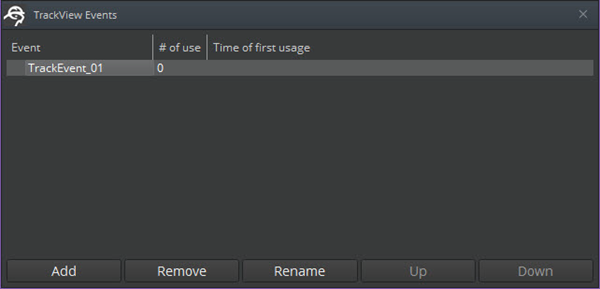 TrackView Events
Event # of use Time of first usage
TrackEvent_01 0
Add Remove Rename Up Down